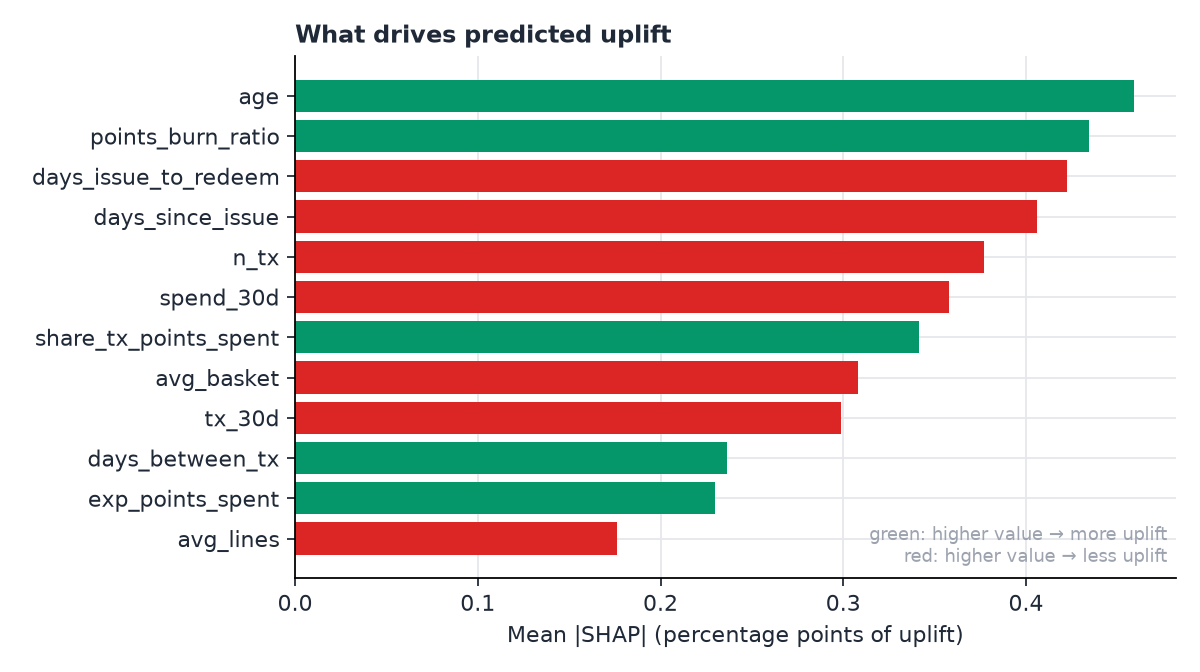 What drives predicted uplift
age
points_burn_ratio
days_issue_to_redeem
days_since_issue
n_tx
spend_30d
share_tx_points_spent
avg_basket
tx_30d
days_between_tx
exp_points_spent
avg_lines
green: higher value → more uplift
red: higher value → less uplift
0.0 0.1 0.2 0.3 0.4
Mean |SHAP| (percentage points of uplift)